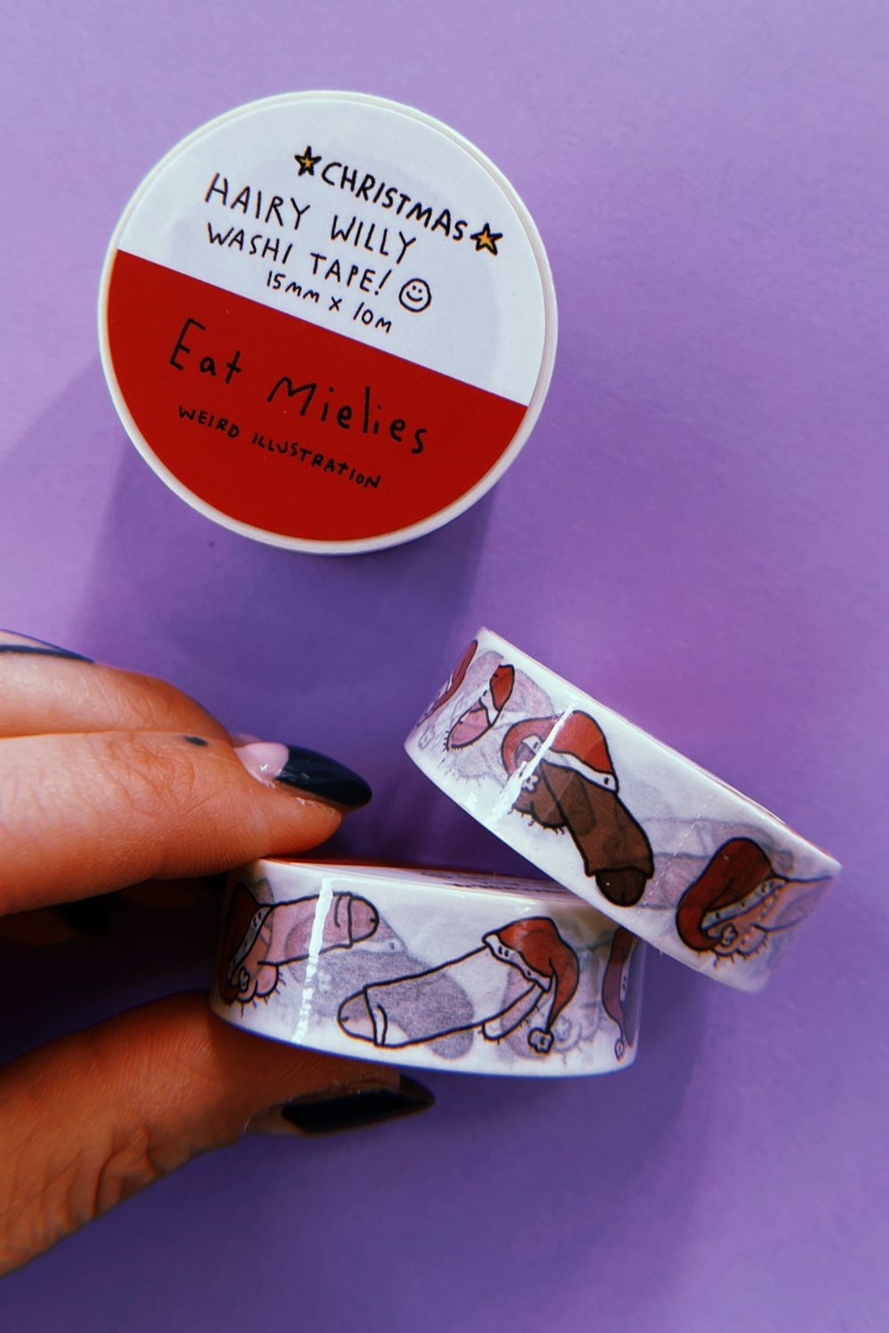 CHRISTMAS
HAIRY WILLY
WASHI TAPE!
15mm x 10m
Eat Mielies
WEIRD ILLUSTRATION